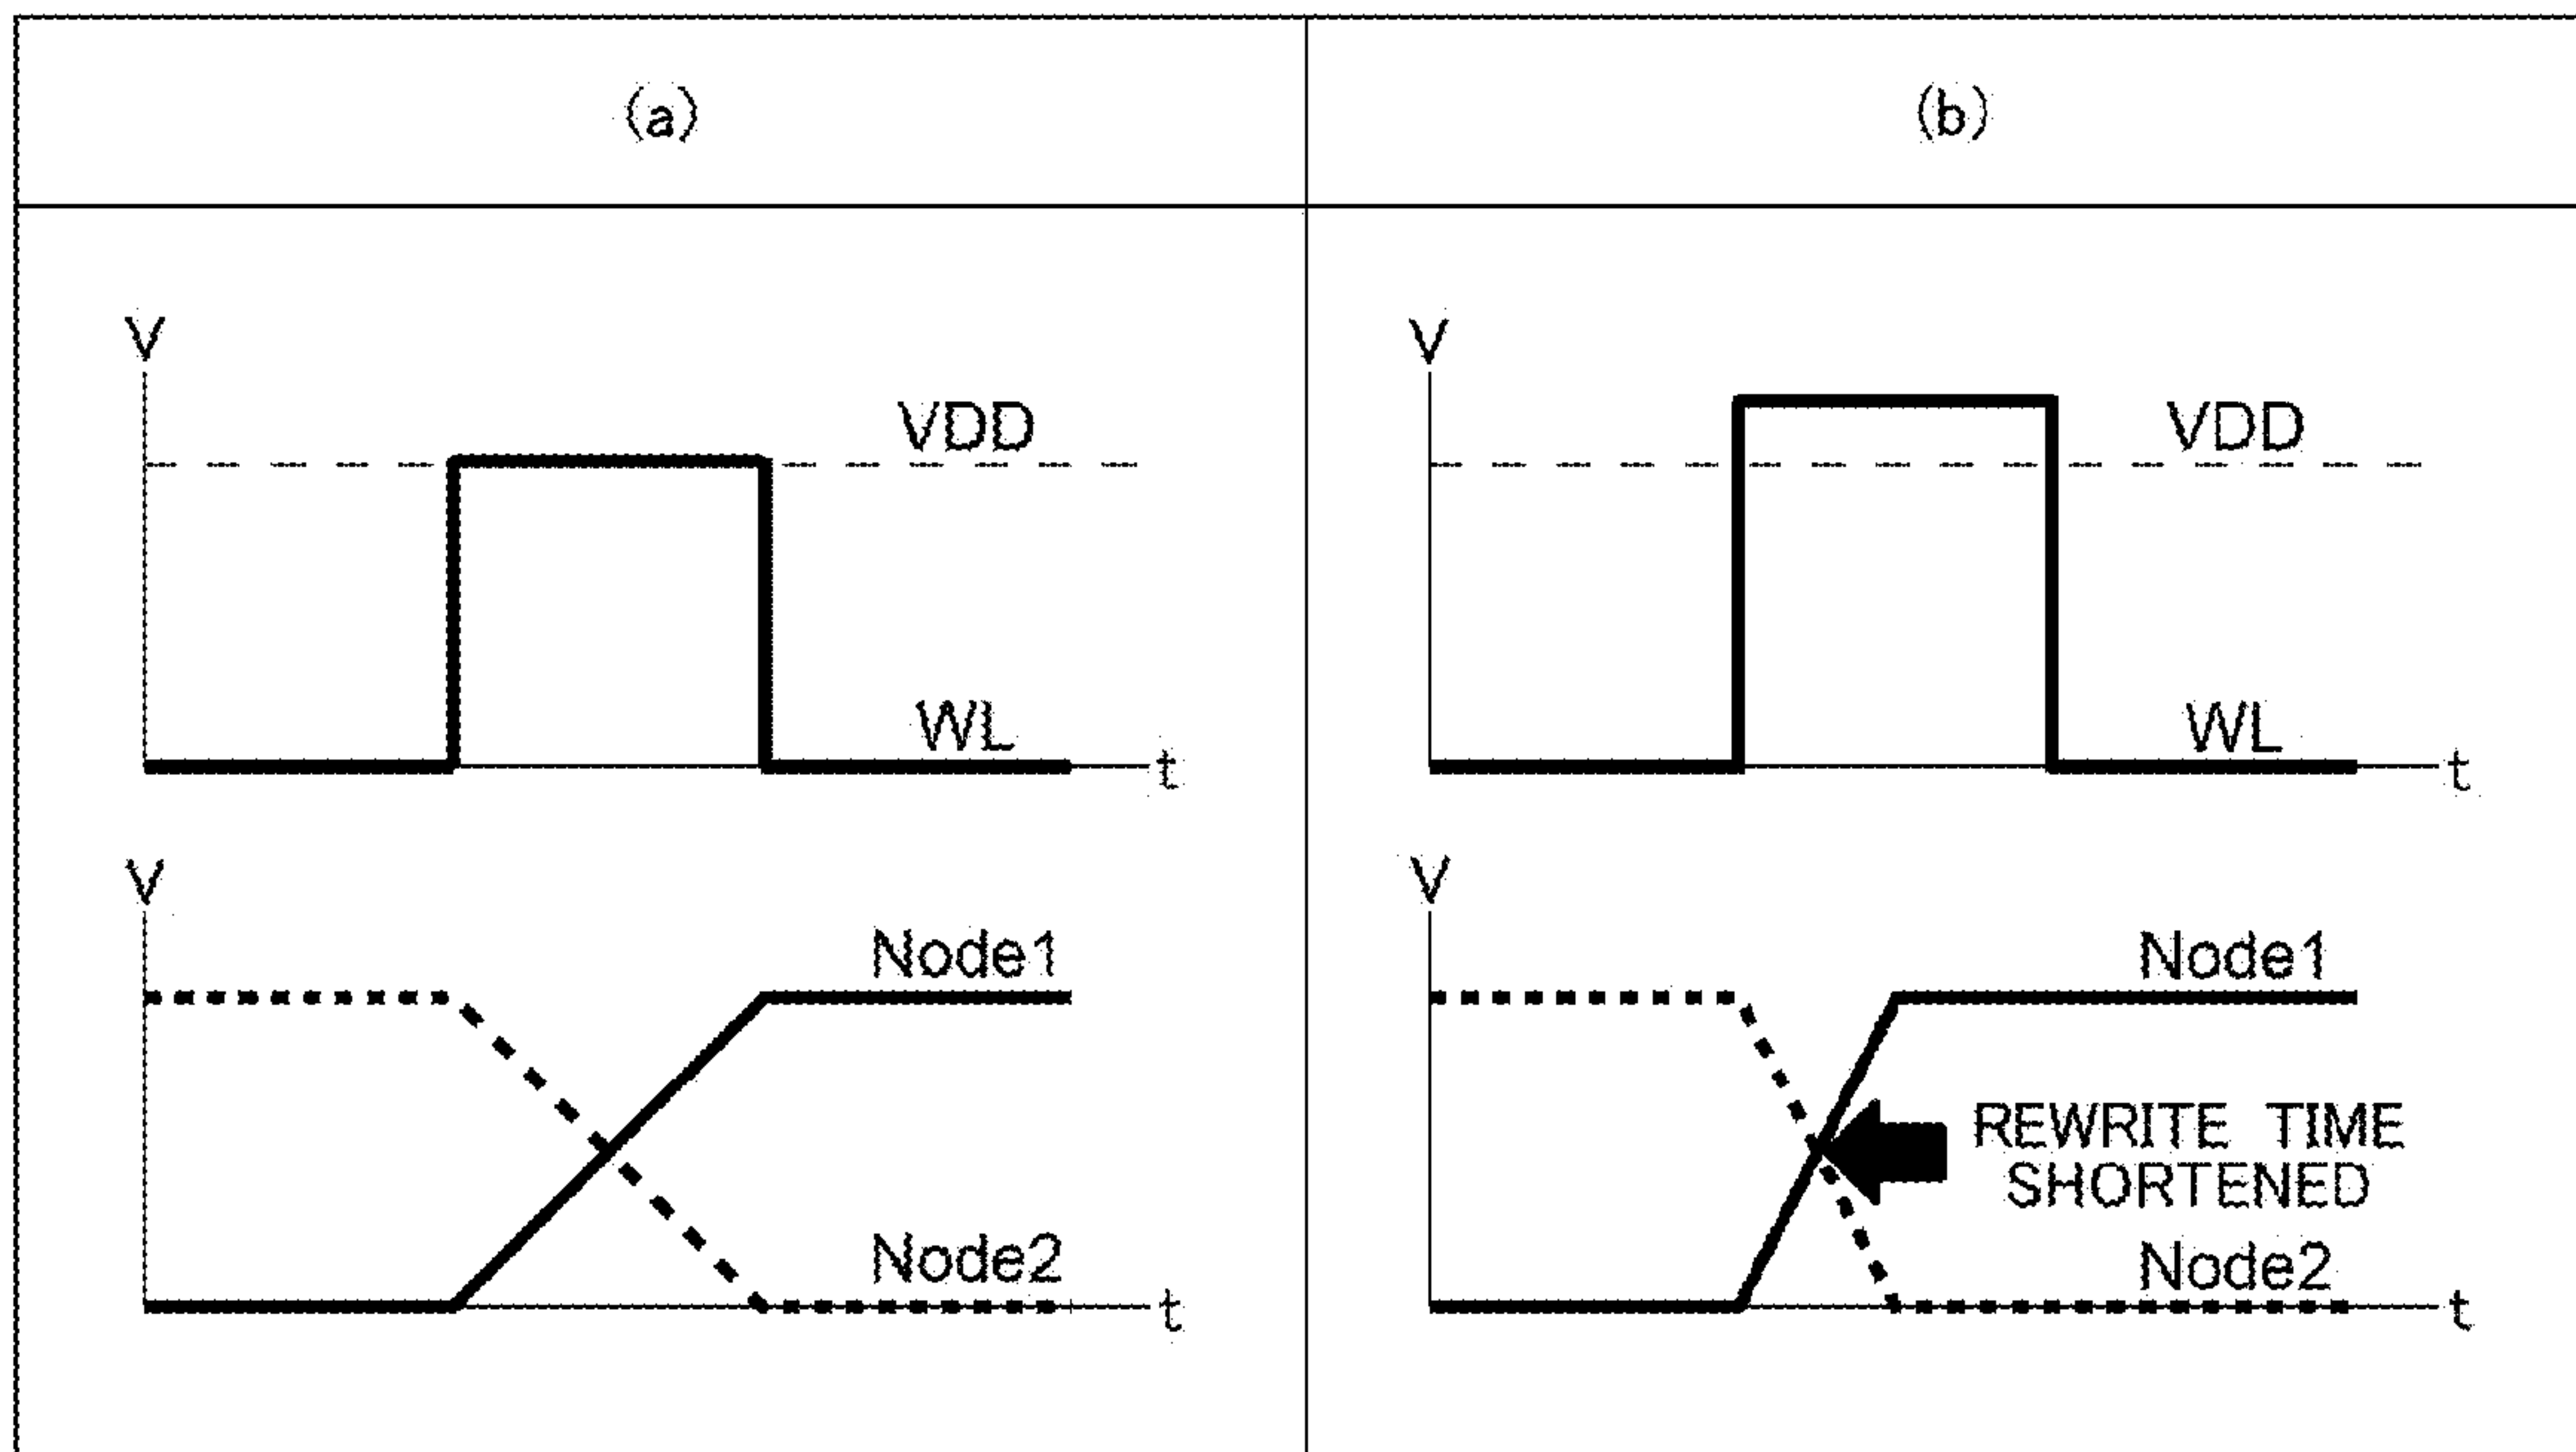 (a)
(b)
V
VDD
WL
t
V
Node1
Node2
t
V
VDD
WL
t
V
Node1
REWRITE TIME
SHORTENED
Node2
t